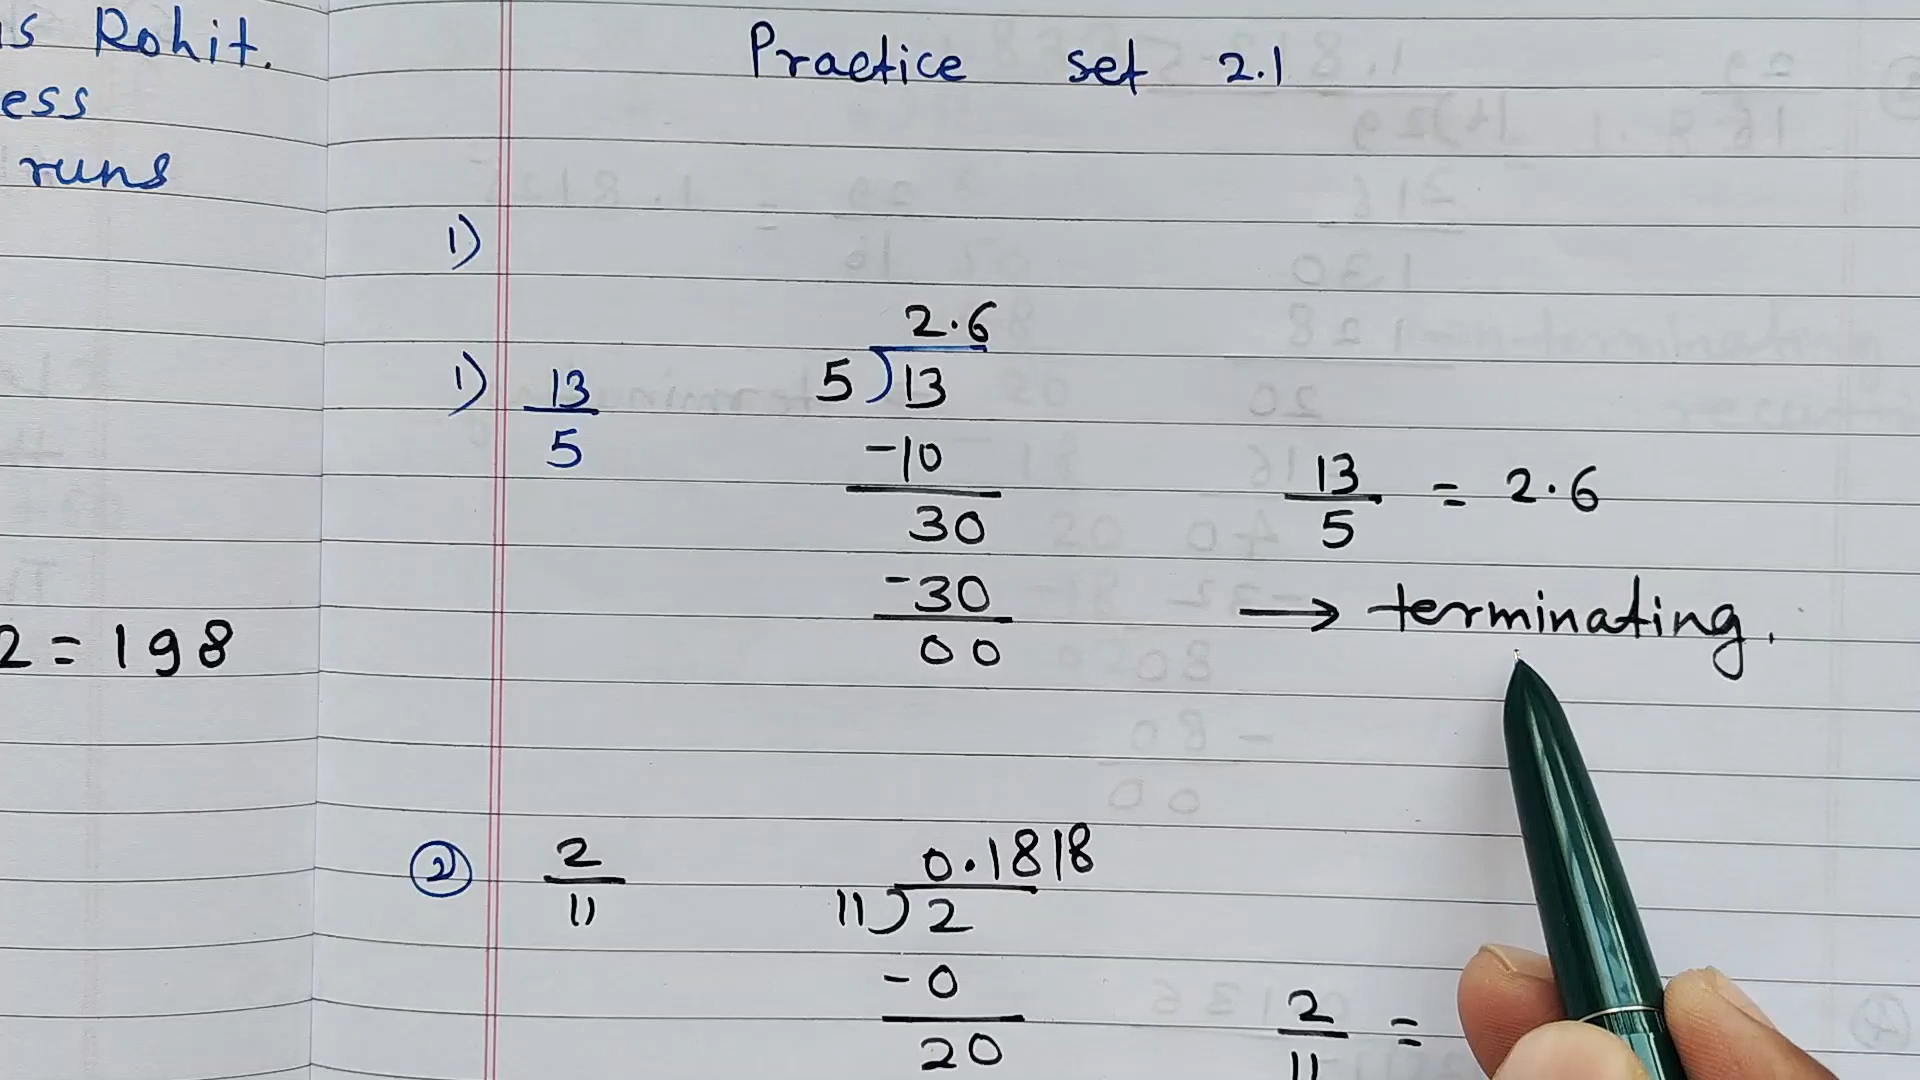 is Rohit.
ess
runs
2 = 198
Practice set 2.1
1)
1) 13/5
2.6
5)13
-10
30
-30
00
13/5 = 2.6
→ terminating.
② 2/11
0.1818
11)2
-0
20
2/11 =